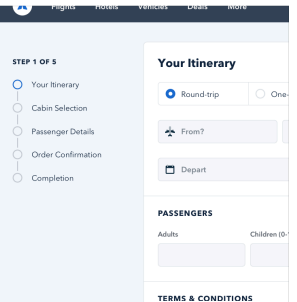 Flights Hotels Vehicles Deals More
STEP 1 OF 5
Your Itinerary
Cabin Selection
Passenger Details
Order Confirmation
Completion
Your Itinerary
Round-trip One-
From?
Depart
PASSENGERS
Adults Children (0-
TERMS & CONDITIONS